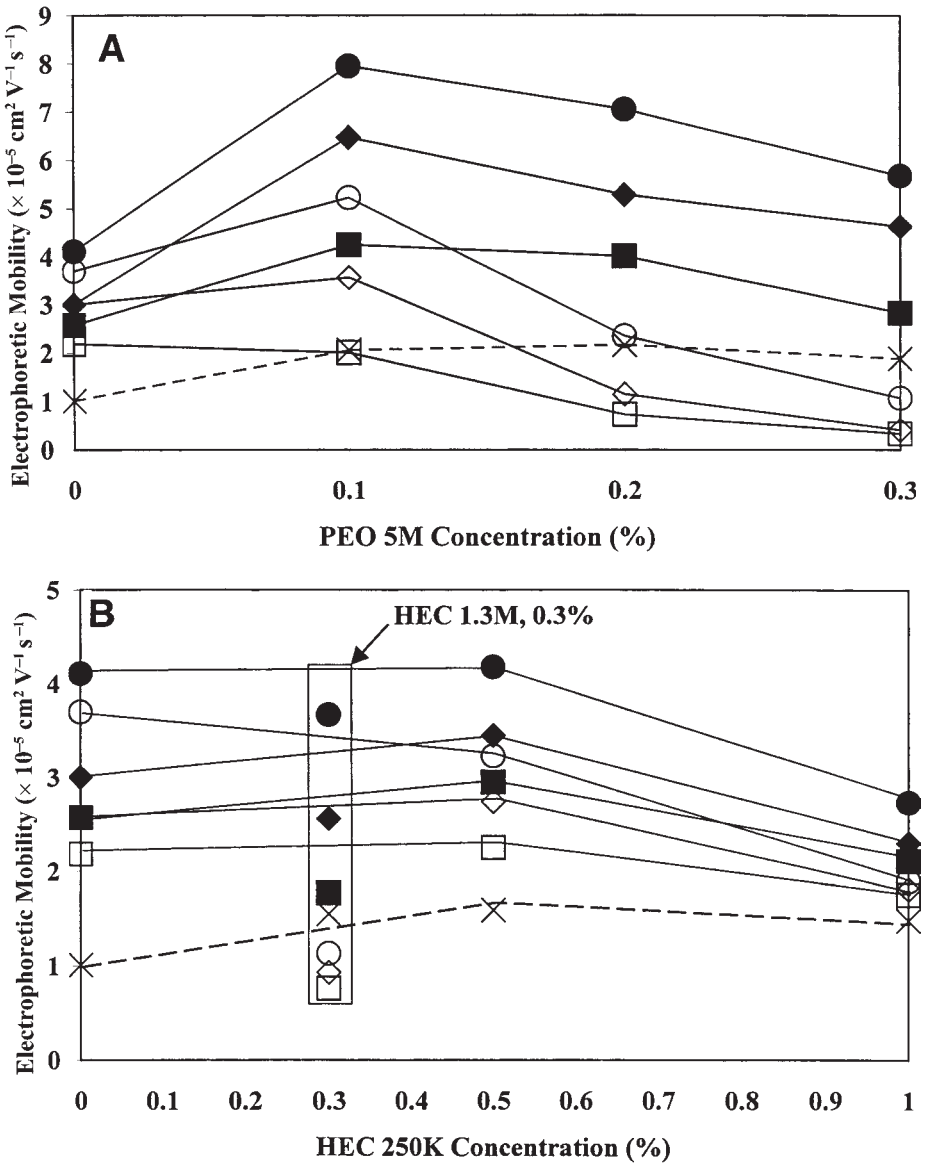 A
Electrophoretic Mobility (× 10⁻⁵ cm² V⁻¹ s⁻¹)
9
8
7
6
5
4
3
2
1
0
0 0.1 0.2 0.3
PEO 5M Concentration (%)
B
HEC 1.3M, 0.3%
Electrophoretic Mobility (× 10⁻⁵ cm² V⁻¹ s⁻¹)
5
4
3
2
1
0
0 0.1 0.2 0.3 0.4 0.5 0.6 0.7 0.8 0.9 1
HEC 250K Concentration (%)